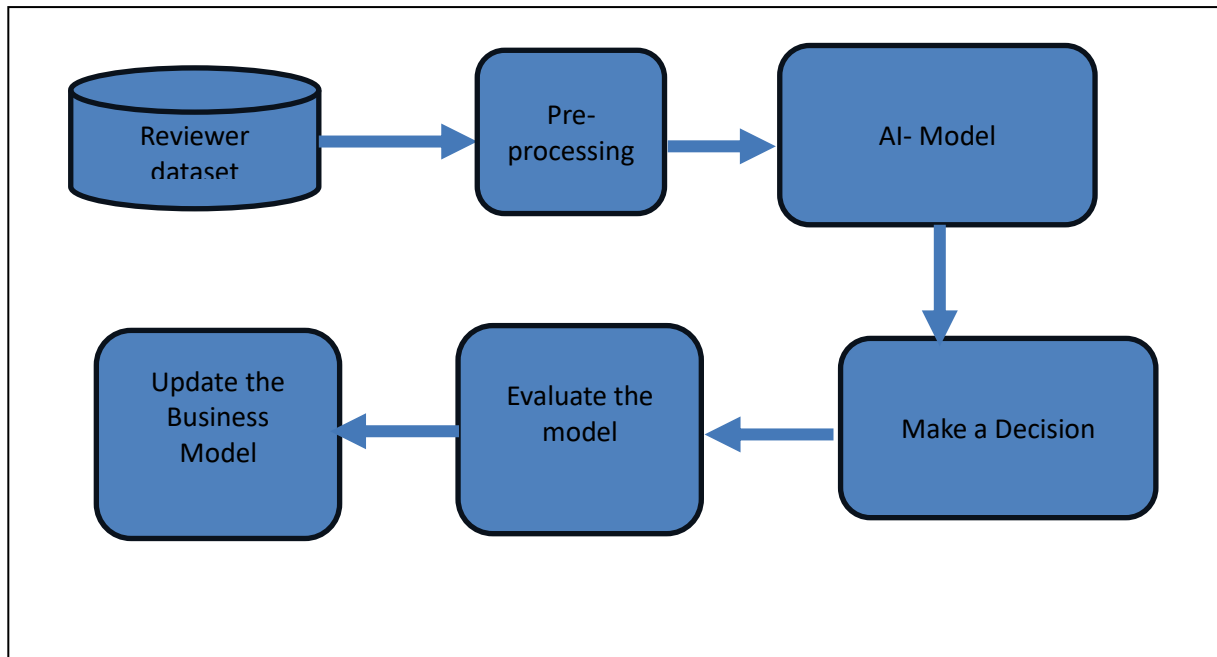 Reviewer
dataset
Pre-
processing
AI- Model
Make a Decision
Evaluate the
model
Update the
Business
Model